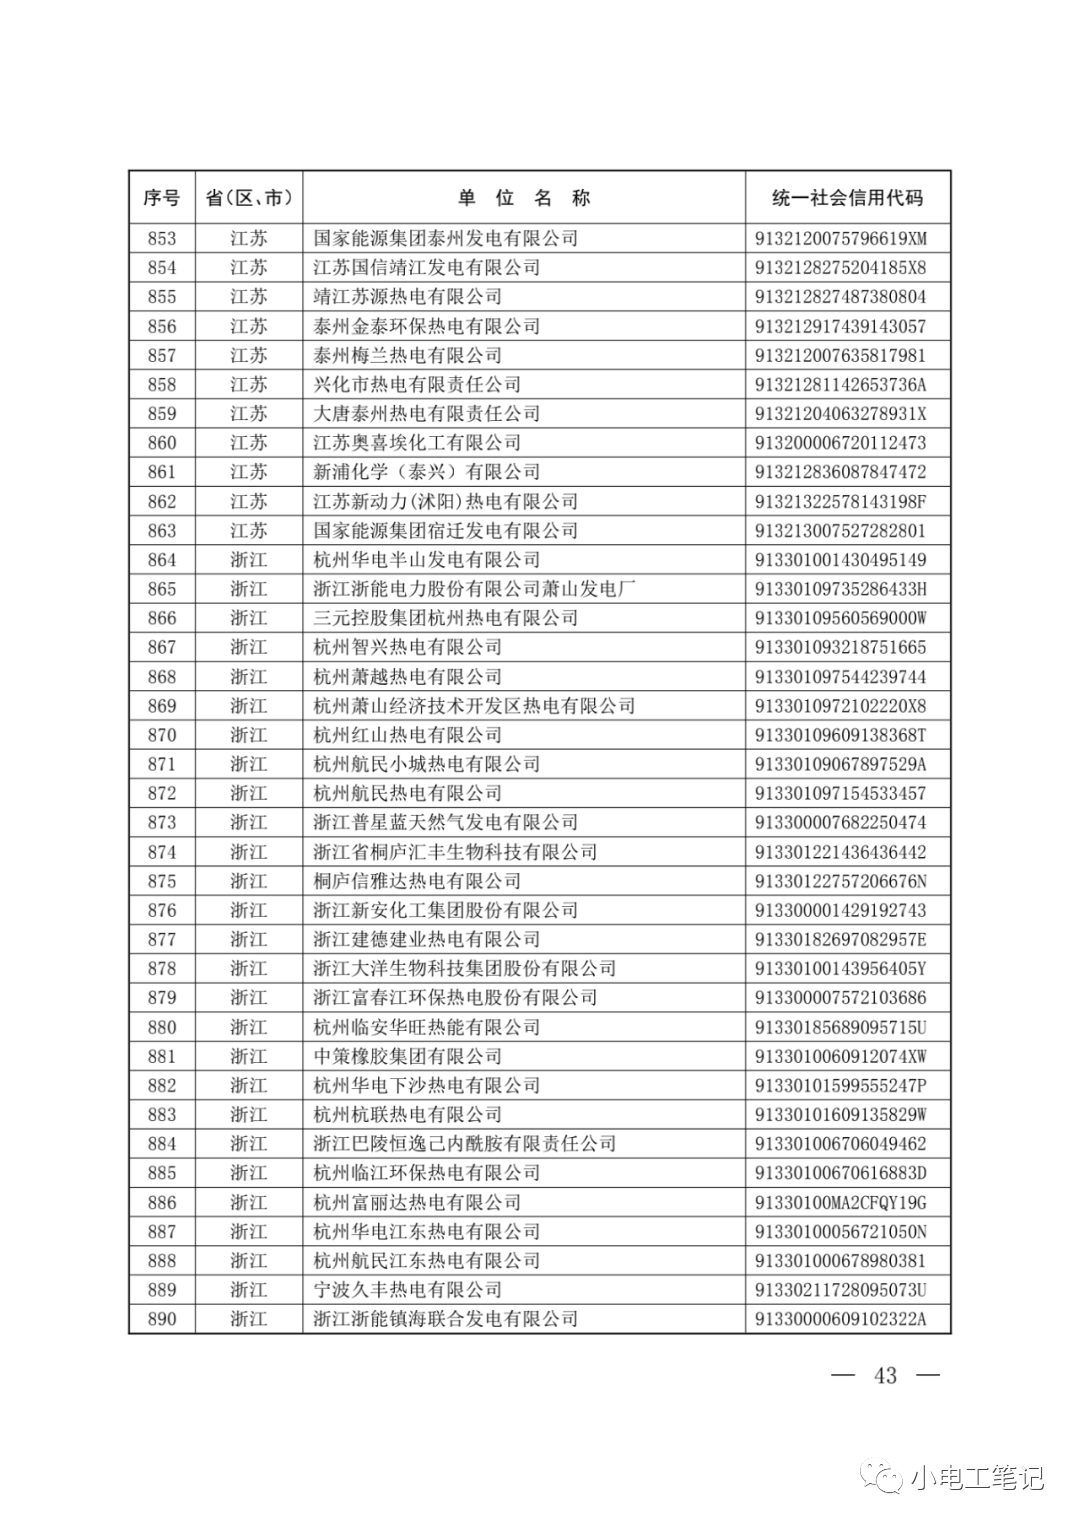 序号 省(区、市) 单 位 名 称 统一社会信用代码
853 江苏 国家能源集团泰州发电有限公司 9132120075796619XM
854 江苏 江苏国信靖江发电有限公司 9132128275204185X8
855 江苏 靖江苏源热电有限公司 913212827487380804
856 江苏 泰州金泰环保热电有限公司 913212917439143057
857 江苏 泰州梅兰热电有限公司 913212007635817981
858 江苏 兴化市热电有限责任公司 91321281142653736A
859 江苏 大唐泰州热电有限责任公司 91321204063278931X
860 江苏 江苏奥喜埃化工有限公司 913200006720112473
861 江苏 新浦化学（泰兴）有限公司 913212836087847472
862 江苏 江苏新动力(沭阳)热电有限公司 91321322578143198F
863 江苏 国家能源集团宿迁发电有限公司 913213007527282801
864 浙江 杭州华电半山发电有限公司 913301001430495149
865 浙江 浙江浙能电力股份有限公司萧山发电厂 91330109735286433H
866 浙江 三元控股集团杭州热电有限公司 91330109560569000W
867 浙江 杭州智兴热电有限公司 913301093218751665
868 浙江 杭州萧越热电有限公司 913301097544239744
869 浙江 杭州萧山经济技术开发区热电有限公司 9133010972102220X8
870 浙江 杭州红山热电有限公司 91330109609138368T
871 浙江 杭州航民小城热电有限公司 91330109067897529A
872 浙江 杭州航民热电有限公司 913301097154533457
873 浙江 浙江普星蓝天然气发电有限公司 913300007682250474
874 浙江 浙江省桐庐汇丰生物科技有限公司 913301221436436442
875 浙江 桐庐信雅达热电有限公司 91330122757206676N
876 浙江 浙江新安化工集团股份有限公司 913300001429192743
877 浙江 浙江建德建业热电有限公司 91330182697082957E
878 浙江 浙江大洋生物科技集团股份有限公司 91330100143956405Y
879 浙江 浙江富春江环保热电股份有限公司 913300007572103686
880 浙江 杭州临安华旺热能有限公司 91330185689095715U
881 浙江 中策橡胶集团有限公司 9133010060912074XW
882 浙江 杭州华电下沙热电有限公司 91330101599555247P
883 浙江 杭州杭联热电有限公司 91330101609135829W
884 浙江 浙江巴陵恒逸己内酰胺有限责任公司 913301006706049462
885 浙江 杭州临江环保热电有限公司 91330100670616883D
886 浙江 杭州富丽达热电有限公司 91330100MA2CFQY19G
887 浙江 杭州华电江东热电有限公司 91330100056721050N
888 浙江 杭州航民江东热电有限公司 913301000678980381
889 浙江 宁波久丰热电有限公司 91330211728095073U
890 浙江 浙江浙能镇海联合发电有限公司 91330000609102322A
— 43 —
小电工笔记